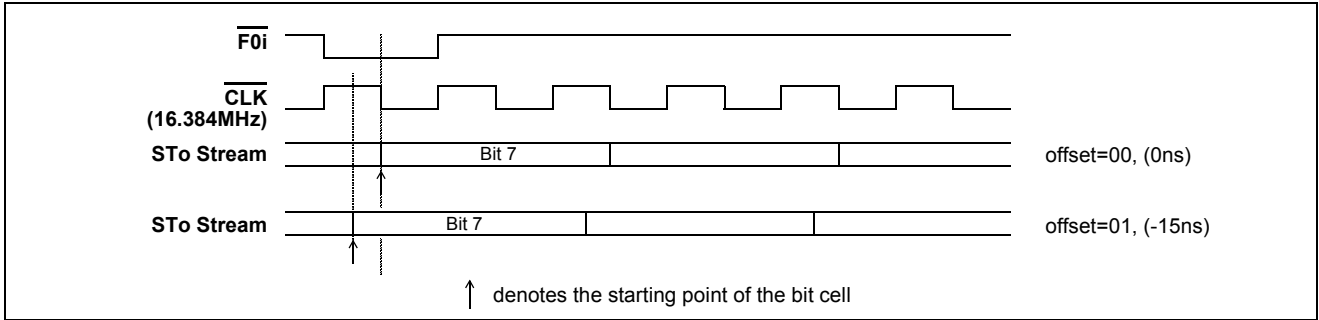 F0i
CLK
(16.384MHz)
STo Stream Bit 7 offset=00, (0ns)
STo Stream Bit 7 offset=01, (-15ns)
↑ denotes the starting point of the bit cell